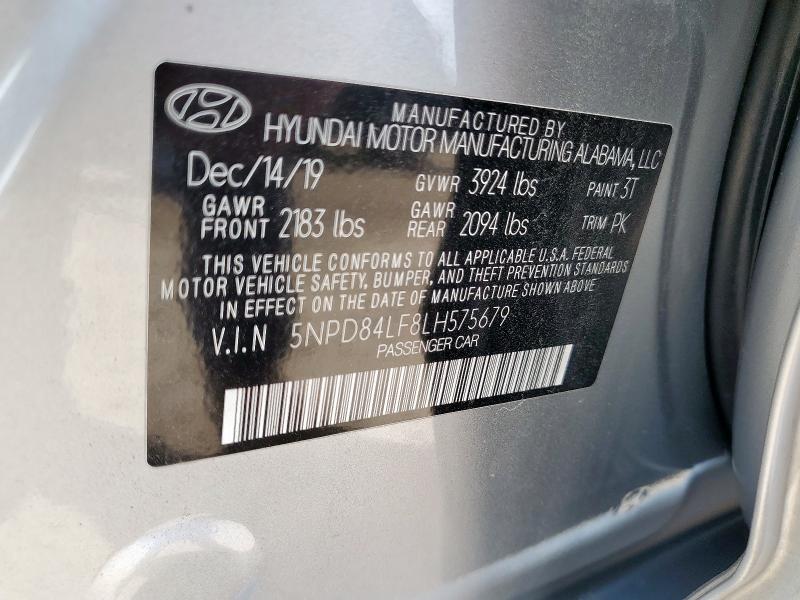 MANUFACTURED BY
HYUNDAI MOTOR MANUFACTURING ALABAMA, LLC
Dec/14/19 GVWR 3924 lbs PAINT 3T
GAWR FRONT 2183 lbs GAWR REAR 2094 lbs TRIM PK
THIS VEHICLE CONFORMS TO ALL APPLICABLE U.S.A. FEDERAL
MOTOR VEHICLE SAFETY, BUMPER, AND THEFT PREVENTION STANDARDS
IN EFFECT ON THE DATE OF MANUFACTURE SHOWN ABOVE
V.I.N 5NPD84LF8LH575679
PASSENGER CAR